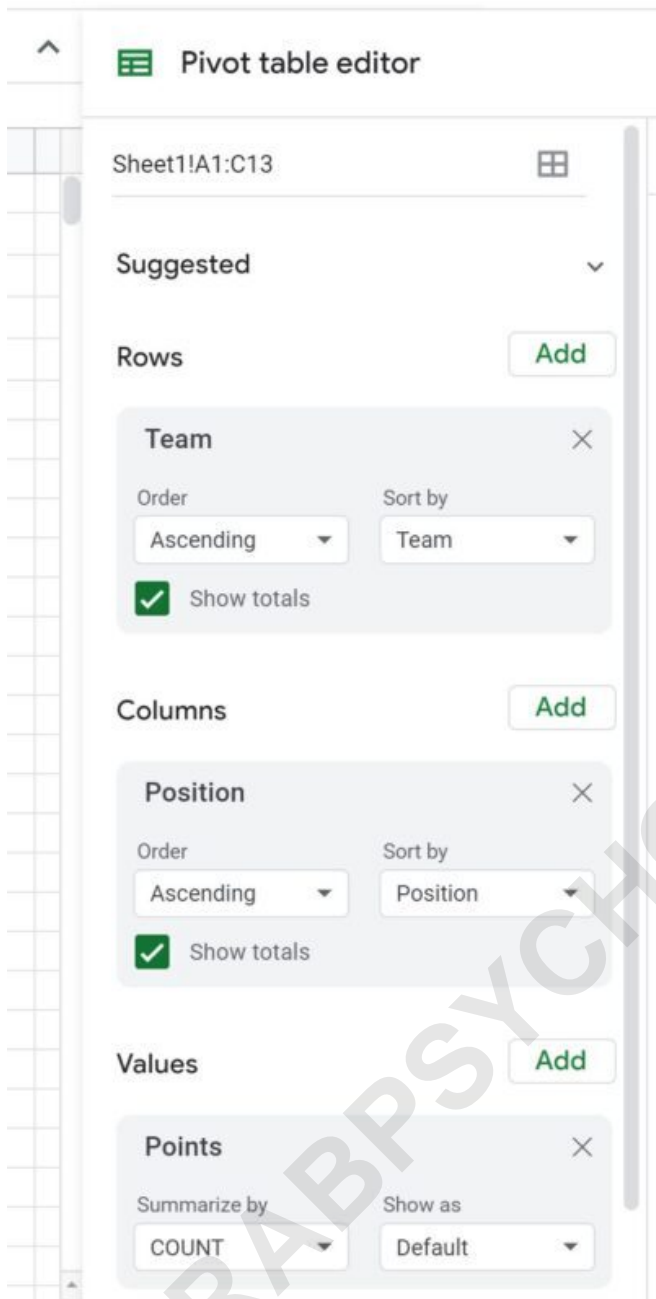 Pivot table editor
Sheet1!A1:C13
Suggested
Rows
Add
Team
Order
Sort by
Ascending
Team
Show totals
Columns
Add
Position
Order
Sort by
Ascending
Position
Show totals
Values
Add
Points
Summarize by
Show as
COUNT
Default